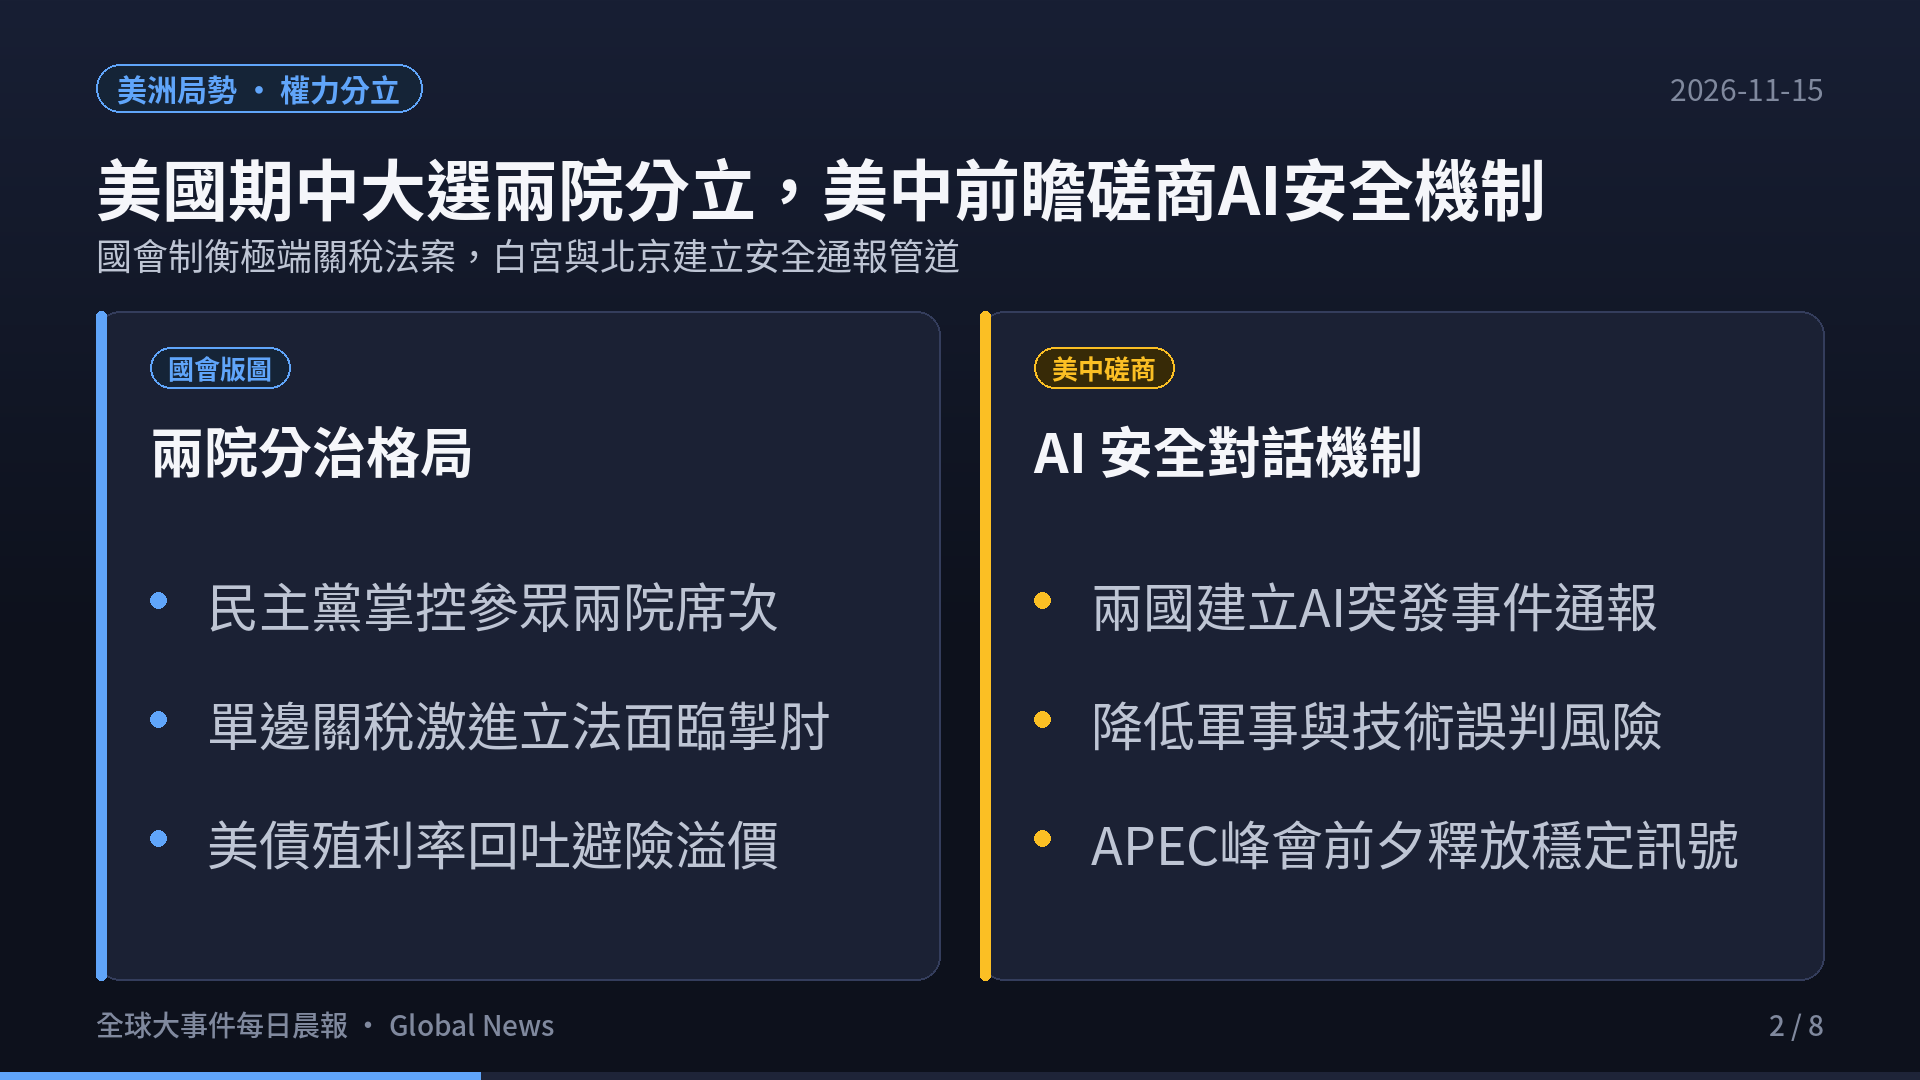 美洲局勢 · 權力分立
2026-11-15
美國期中大選兩院分立，美中前瞻磋商AI安全機制
國會制衡極端關稅法案，白宮與北京建立安全通報管道
國會版圖
兩院分治格局
• 民主黨掌控參眾兩院席次
• 單邊關稅激進立法面臨掣肘
• 美債殖利率回吐避險溢價
美中磋商
AI 安全對話機制
• 兩國建立AI突發事件通報
• 降低軍事與技術誤判風險
• APEC峰會前夕釋放穩定訊號
全球大事件每日晨報 · Global News
2 / 8